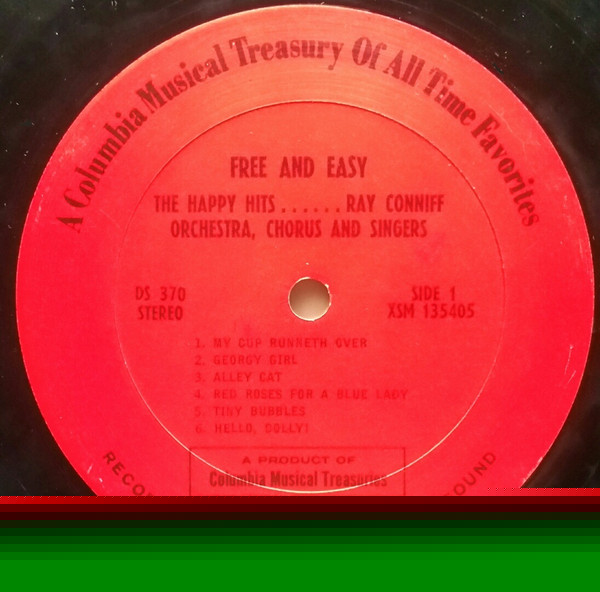 A Columbia Musical Treasury Of All Time Favorites
FREE AND EASY
THE HAPPY HITS......RAY CONNIFF
ORCHESTRA, CHORUS AND SINGERS
DS 370
STEREO
SIDE 1
XSM 135405
1. MY CUP RUNNETH OVER
2. GEORGY GIRL
3. ALLEY CAT
4. RED ROSES FOR A BLUE LADY
5. TINY BUBBLES
6. HELLO, DOLLY!
A PRODUCT OF
Columbia Musical Treasuries